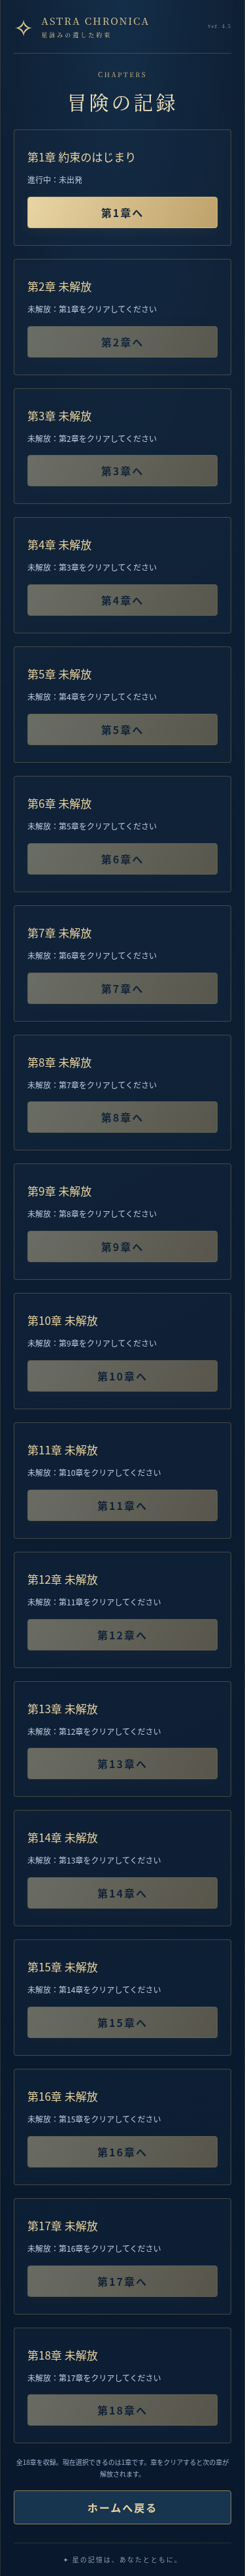 ASTRA CHRONICA
星詠みの遺した約束
Vol. 4.5
CHAPTERS
冒険の記録
第1章 約束のはじまり
進行中：未出発
第1章へ
第2章 未解放
未解放：第1章をクリアしてください
第2章へ
第3章 未解放
未解放：第2章をクリアしてください
第3章へ
第4章 未解放
未解放：第3章をクリアしてください
第4章へ
第5章 未解放
未解放：第4章をクリアしてください
第5章へ
第6章 未解放
未解放：第5章をクリアしてください
第6章へ
第7章 未解放
未解放：第6章をクリアしてください
第7章へ
第8章 未解放
未解放：第7章をクリアしてください
第8章へ
第9章 未解放
未解放：第8章をクリアしてください
第9章へ
第10章 未解放
未解放：第9章をクリアしてください
第10章へ
第11章 未解放
未解放：第10章をクリアしてください
第11章へ
第12章 未解放
未解放：第11章をクリアしてください
第12章へ
第13章 未解放
未解放：第12章をクリアしてください
第13章へ
第14章 未解放
未解放：第13章をクリアしてください
第14章へ
第15章 未解放
未解放：第14章をクリアしてください
第15章へ
第16章 未解放
未解放：第15章をクリアしてください
第16章へ
第17章 未解放
未解放：第16章をクリアしてください
第17章へ
第18章 未解放
未解放：第17章をクリアしてください
第18章へ
全18章を収録。現在選択できるのは1章です。章をクリアすると次の章が
解放されます。
ホームへ戻る
✦ 星の記憶は、あなたとともに。